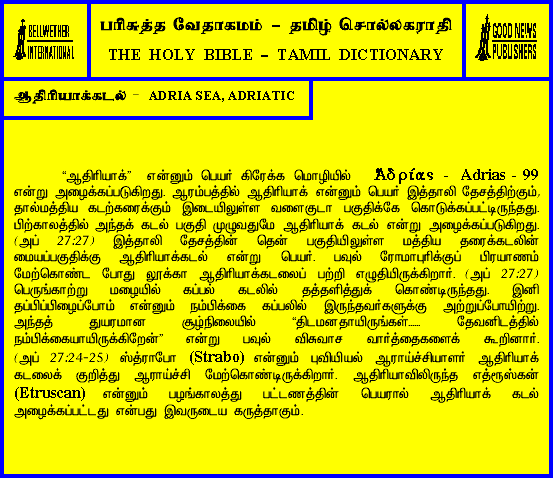 BELLWETHER
INTERNATIONAL
பரிசுத்த வேதாகமம் – தமிழ் சொல்லகராதி
THE HOLY BIBLE – TAMIL DICTIONARY
GOOD NEWS
PUBLISHERS
ஆதிரியாக்கடல் – ADRIA SEA, ADRIATIC
“ஆதிரியாக்” என்னும் பெயர் கிரேக்க மொழியில் Ἀδρίας - Adrias - 99
என்று அழைக்கப்படுகிறது. ஆரம்பத்தில் ஆதிரியாக் என்னும் பெயர் இத்தாலி தேசத்திற்கும்,
தால்மத்திய கடற்கரைக்கும் இடையிலுள்ள வளைகுடா பகுதிக்கே கொடுக்கப்பட்டிருந்தது.
பிற்காலத்தில் அந்தக் கடல் பகுதி முழுவதுமே ஆதிரியாக் கடல் என்று அழைக்கப்படுகிறது.
(அப் 27:27) இத்தாலி தேசத்தின் தென் பகுதியிலுள்ள மத்திய தரைக்கடலின்
மையப்பகுதிக்கு ஆதிரியாக்கடல் என்று பெயர். பவுல் ரோமாபுரிக்குப் பிரயாணம்
மேற்கொண்ட போது லூக்கா ஆதிரியாக்கடலைப் பற்றி எழுதியிருக்கிறார். (அப் 27:27)
பெருங்காற்று மழையில் கப்பல் கடலில் தத்தளித்துக் கொண்டிருந்தது. இனி
தப்பிப்பிழைப்போம் என்னும் நம்பிக்கை கப்பலில் இருந்தவர்களுக்கு அற்றுப்போயிற்று.
அந்தத் துயரமான சூழ்நிலையில் “திடமனதாயிருங்கள்...... தேவனிடத்தில்
நம்பிக்கையாயிருக்கிறேன்” என்று பவுல் விசுவாச வார்த்தைகளைக் கூறினார்.
(அப் 27:24-25) ஸ்த்ராபோ (Strabo) என்னும் புவியியல் ஆராய்ச்சியாளர் ஆதிரியாக்
கடலைக் குறித்து ஆராய்ச்சி மேற்கொண்டிருக்கிறார். ஆதிரியாவிலிருந்த எத்ரூஸ்கன்
(Etruscan) என்னும் பழங்காலத்து பட்டணத்தின் பெயரால் ஆதிரியாக் கடல்
அழைக்கப்பட்டது என்பது இவருடைய கருத்தாகும்.